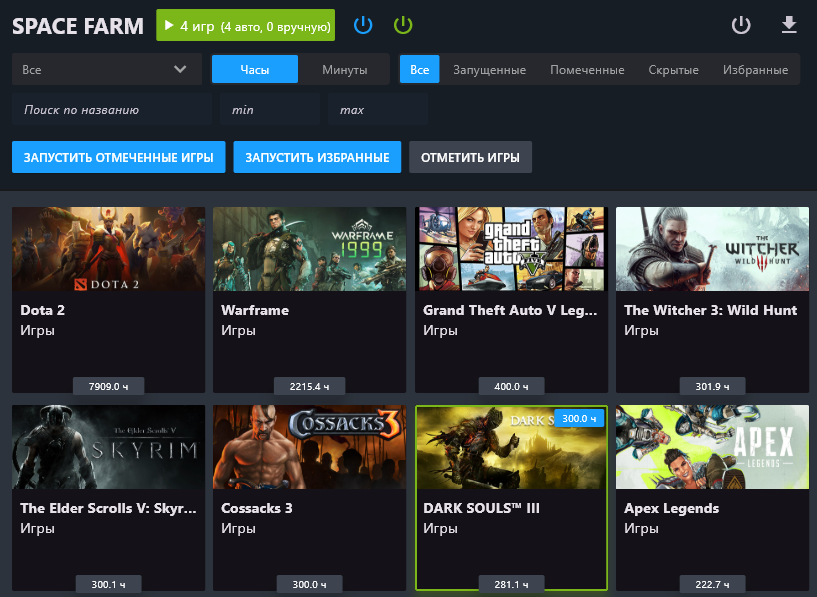 SPACE FARM
4 игр (4 авто, 0 вручную)
Все
Часы Минуты
Все Запущенные Помеченные Скрытые Избранные
Поиск по названию min max
ЗАПУСТИТЬ ОТМЕЧЕННЫЕ ИГРЫ ЗАПУСТИТЬ ИЗБРАННЫЕ ОТМЕТИТЬ ИГРЫ
DOTA 2
Dota 2
Игры
7909.0 ч
WARFRAME
1999
Warframe
Игры
2215.4 ч
grand
theft
auto
V
Grand Theft Auto V Leg...
Игры
400.0 ч
THE
WITCHER
WILD HUNT
The Witcher 3: Wild Hunt
Игры
301.9 ч
The Elder Scrolls V
SKYRIM
The Elder Scrolls V: Skyr...
Игры
300.1 ч
COSSACKS 3
Cossacks 3
Игры
300.0 ч
DARK S
300.0 ч
DARK SOULS™ III
Игры
281.1 ч
APEX
LEGENDS
Apex Legends
Игры
222.7 ч